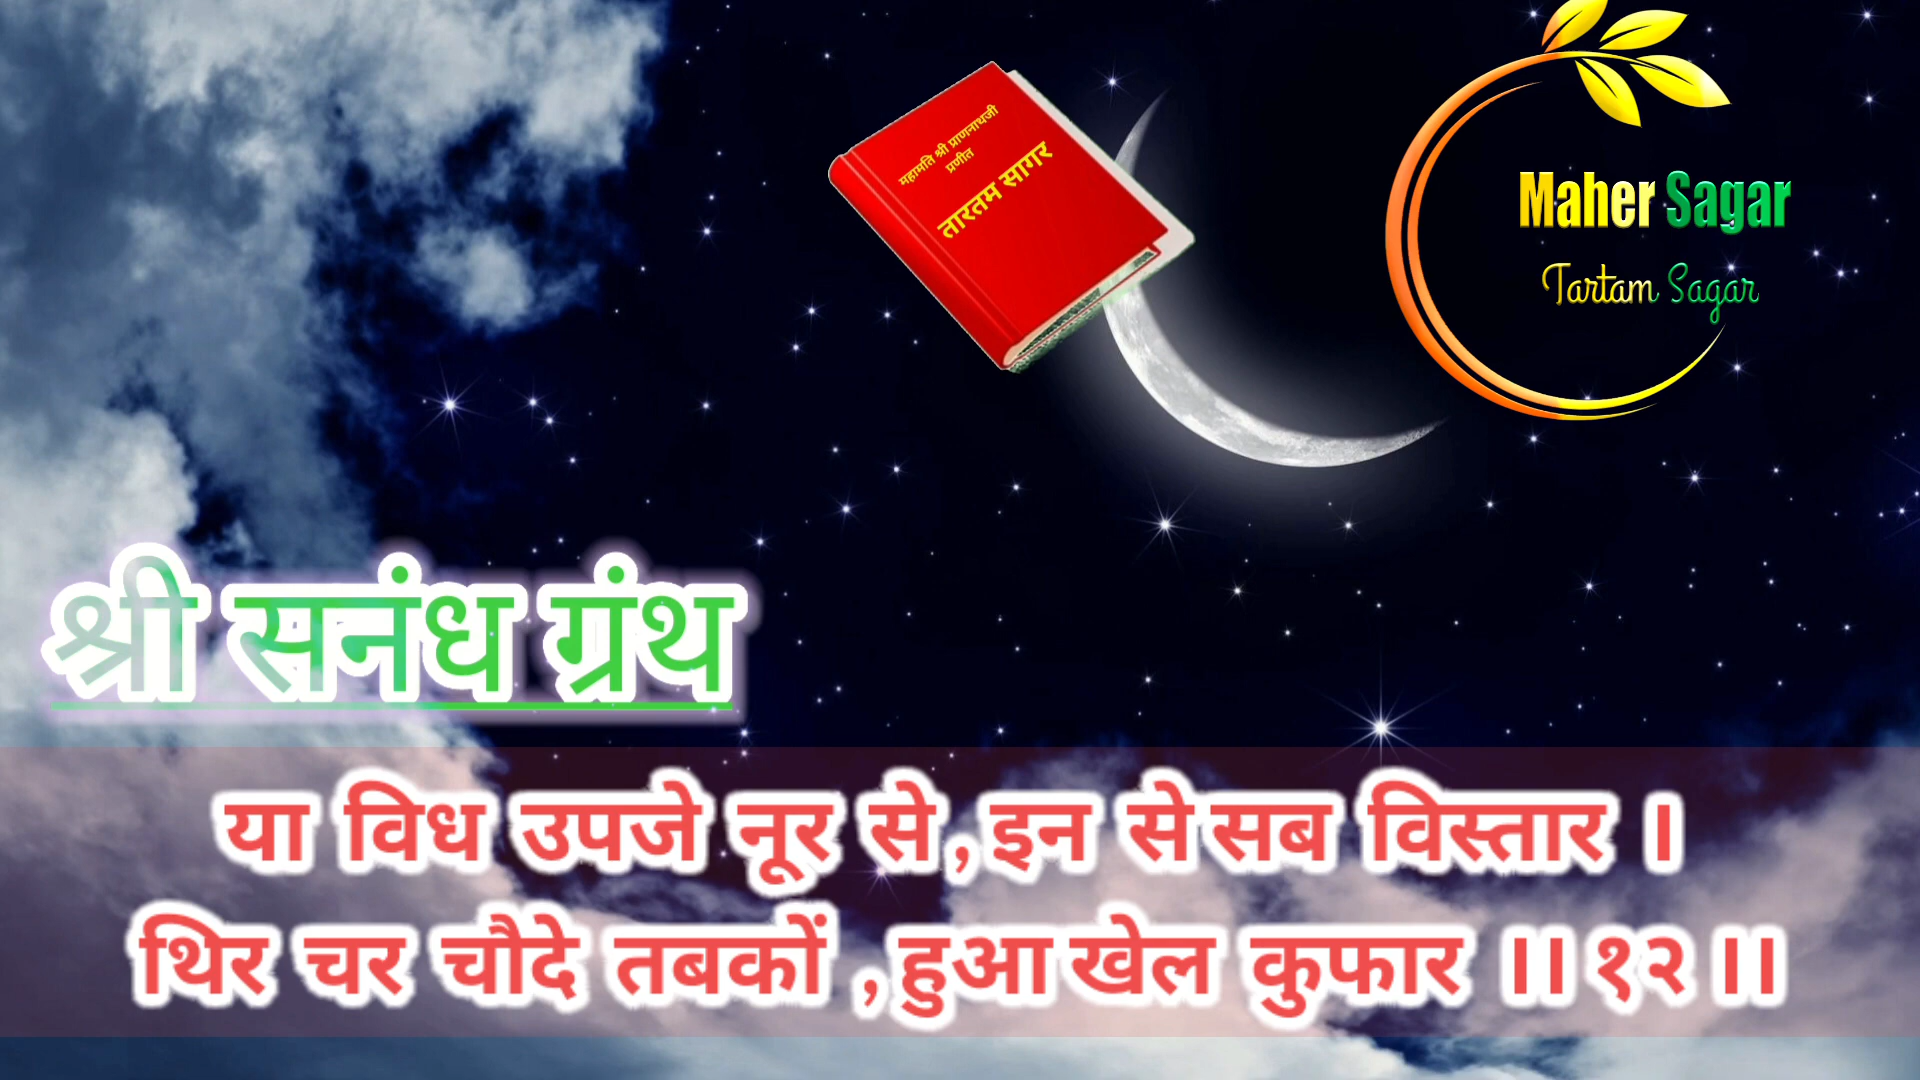 महामति श्री प्राणनाथजी
प्रणीत
तारतम सागर
Maher Sagar
Tartam Sagar
श्री सनंध ग्रंथ
या विध उपजे नूर से, इन से सब विस्तार ।
थिर चर चौदे तबकों , हुआ खेल कुफार ।। १२ ।।